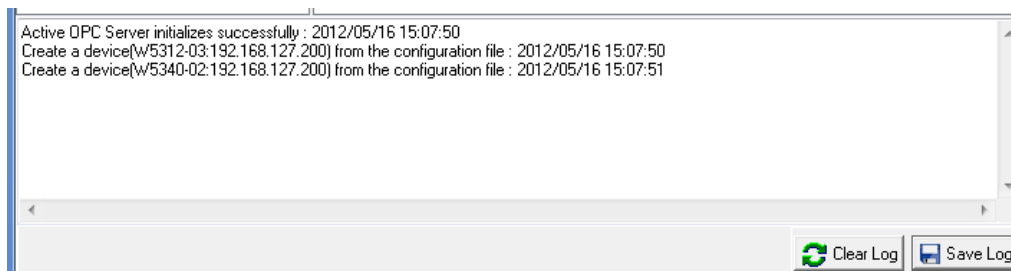 Active OPC Server initializes successfully : 2012/05/16 15:07:50
Create a device(W5312-03:192.168.127.200) from the configuration file : 2012/05/16 15:07:50
Create a device(W5340-02:192.168.127.200) from the configuration file : 2012/05/16 15:07:51
Clear Log Save Log